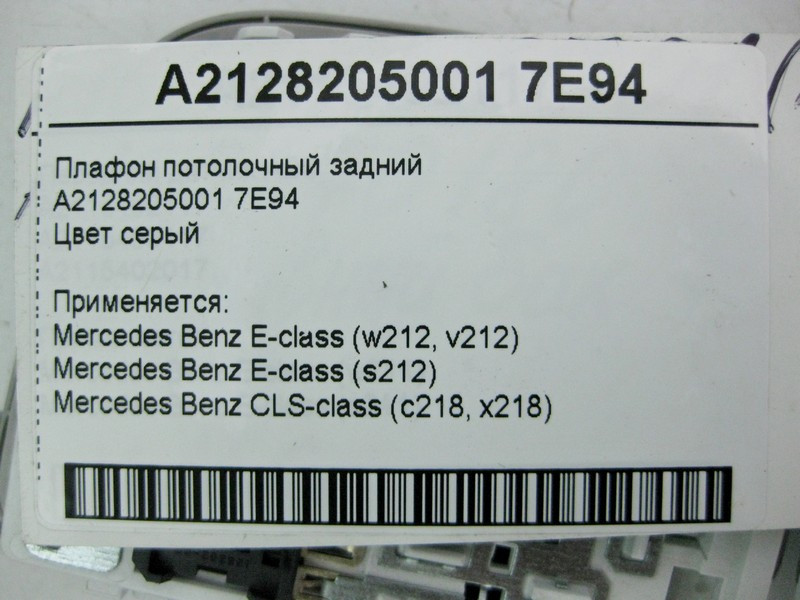 A2128205001 7E94
Плафон потолочный задний
A2128205001 7E94
Цвет серый
Применяется:
Mercedes Benz E-class (w212, v212)
Mercedes Benz E-class (s212)
Mercedes Benz CLS-class (c218, x218)